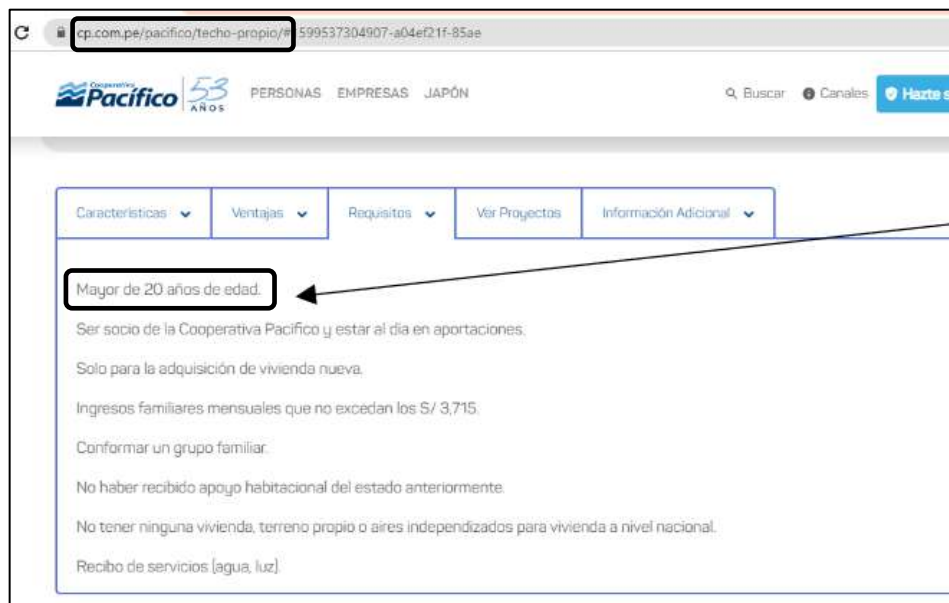 cp.com.pe/pacifico/techo-propio/#1599537304907-a04ef21f-85ae
Cooperativa
Pacífico 53 AÑOS PERSONAS EMPRESAS JAPÓN Buscar Canales Hazte s
Características Ventajas Requisitos Ver Proyectos Información Adicional
Mayor de 20 años de edad.
Ser socio de la Cooperativa Pacífico y estar al día en aportaciones.
Solo para la adquisición de vivienda nueva.
Ingresos familiares mensuales que no excedan los S/ 3,715.
Conformar un grupo familiar.
No haber recibido apoyo habitacional del estado anteriormente.
No tener ninguna vivienda, terreno propio o aires independizados para vivienda a nivel nacional.
Recibo de servicios (agua, luz).